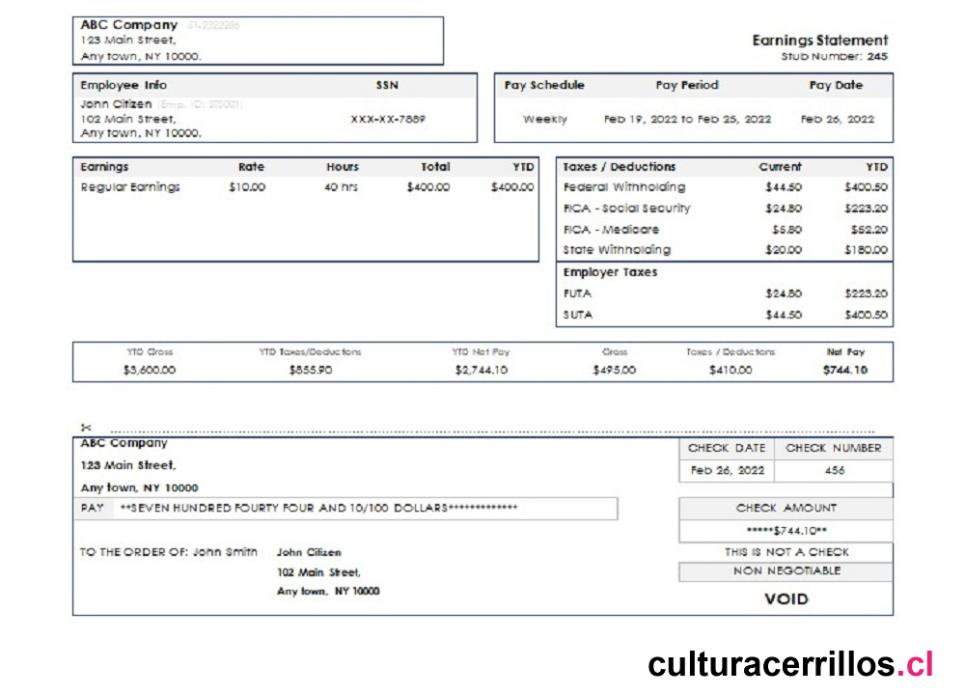 ABC Company 51-2322286
123 Main Street,
Any town, NY 10000.
Earnings Statement
Stub Number: 245
Employee Info SSN
John Citizen (Emp. ID: 273001)
102 Main Street,
Any town, NY 10000.
XXX-XX-7889
Pay Schedule Pay Period Pay Date
Weekly Feb 19, 2022 to Feb 25, 2022 Feb 26, 2022
Earnings Rate Hours Total YTD
Regular Earnings $10.00 40 hrs $400.00 $400.00
Taxes / Deductions Current YTD
Federal Withholding $44.50 $400.50
FICA - Social Security $24.80 $223.20
FICA - Medicare $5.80 $52.20
State Withholding $20.00 $180.00
Employer Taxes
FUTA $24.80 $223.20
SUTA $44.50 $400.50
YTD Gross YTD Taxes/Deductions YTD Net Pay Gross Taxes / Deductions Net Pay
$3,600.00 $855.90 $2,744.10 $495.00 $410.00 $744.10
ABC Company
123 Main Street,
Any town, NY 10000
CHECK DATE CHECK NUMBER
Feb 26, 2022 456
PAY **SEVEN HUNDRED FOURTY FOUR AND 10/100 DOLLARS*************
CHECK AMOUNT
*****$744.10**
TO THE ORDER OF: John Smith John Citizen
102 Main Street,
Any town, NY 10000
THIS IS NOT A CHECK
NON NEGOTIABLE
VOID
culturacerrillos.cl